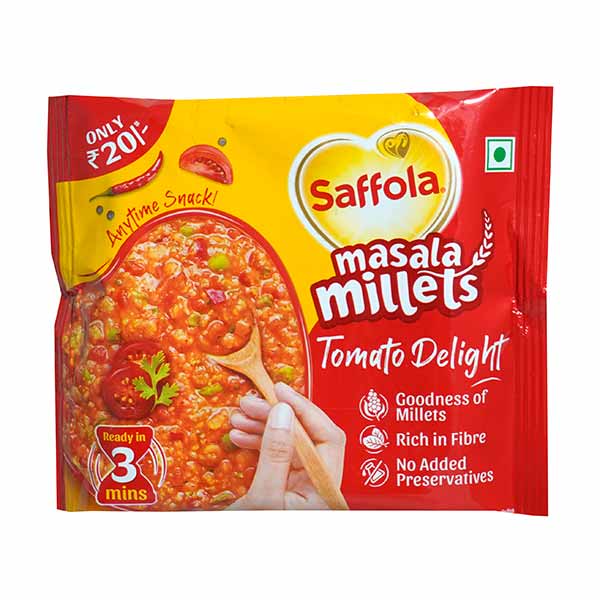 ONLY
₹20/-
Anytime Snack!
Saffola
masala
millets
Tomato Delight
Goodness of
Millets
Rich in Fibre
No Added
Preservatives
Ready in
3
mins